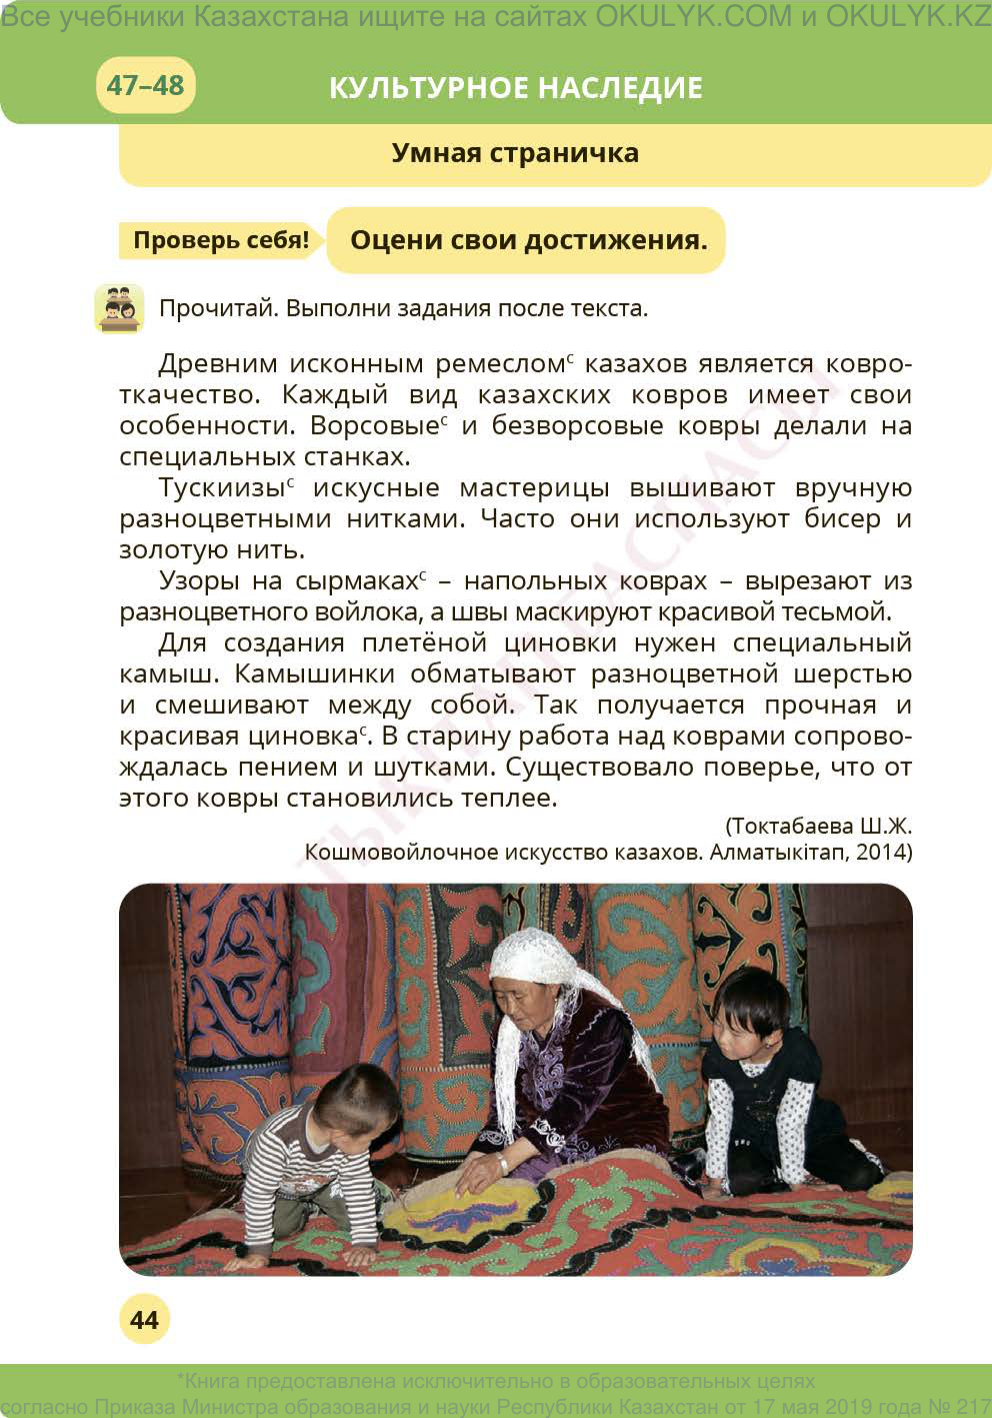 Все учебники Казахстана ищите на сайтах OKULYK.COM и OKULYK.KZ
47–48
КУЛЬТУРНОЕ НАСЛЕДИЕ
Умная страничка
Проверь себя!
Оцени свои достижения.
Прочитай. Выполни задания после текста.
Древним исконным ремесломᶜ казахов является ковро-
ткачество. Каждый вид казахских ковров имеет свои
особенности. Ворсовыеᶜ и безворсовые ковры делали на
специальных станках.
Тускиизыᶜ искусные мастерицы вышивают вручную
разноцветными нитками. Часто они используют бисер и
золотую нить.
Узоры на сырмакахᶜ – напольных коврах – вырезают из
разноцветного войлока, а швы маскируют красивой тесьмой.
Для создания плетёной циновки нужен специальный
камыш. Камышинки обматывают разноцветной шерстью
и смешивают между собой. Так получается прочная и
красивая циновкаᶜ. В старину работа над коврами сопрово-
ждалась пением и шутками. Существовало поверье, что от
этого ковры становились теплее.
(Токтабаева Ш.Ж.
Кошмовойлочное искусство казахов. Алматыкітап, 2014)
44
*Книга предоставлена исключительно в образовательных целях
согласно Приказа Министра образования и науки Республики Казахстан от 17 мая 2019 года № 217